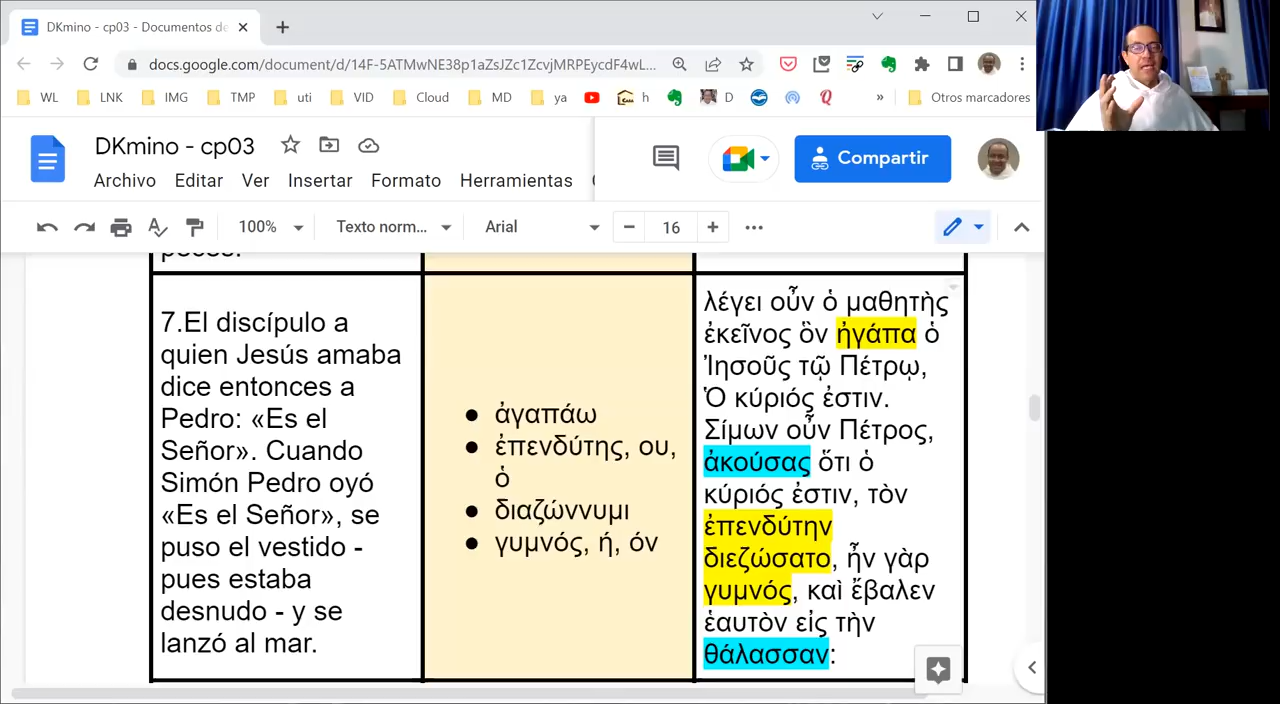 DKmino - cp03 - Documentos de
docs.google.com/document/d/14F-5ATMwNE38p1aZsJZc1ZcvjMRPEycdF4wL...
WL LNK IMG TMP uti VID Cloud MD ya h D » Otros marcadores
DKmino - cp03
Compartir
Archivo Editar Ver Insertar Formato Herramientas
100% Texto norm... Arial 16
peces.
7.El discípulo a
quien Jesús amaba
dice entonces a
Pedro: «Es el
Señor». Cuando
Simón Pedro oyó
«Es el Señor», se
puso el vestido -
pues estaba
desnudo - y se
lanzó al mar.
● ἀγαπάω
● ἐπενδύτης, ου,
ὁ
● διαζώννυμι
● γυμνός, ή, όν
λέγει οὖν ὁ μαθητὴς
ἐκεῖνος ὃν ἠγάπα ὁ
Ἰησοῦς τῷ Πέτρῳ,
Ὁ κύριός ἐστιν.
Σίμων οὖν Πέτρος,
ἀκούσας ὅτι ὁ
κύριός ἐστιν, τὸν
ἐπενδύτην
διεζώσατο, ἦν γὰρ
γυμνός, καὶ ἔβαλεν
ἑαυτὸν εἰς τὴν
θάλασσαν: